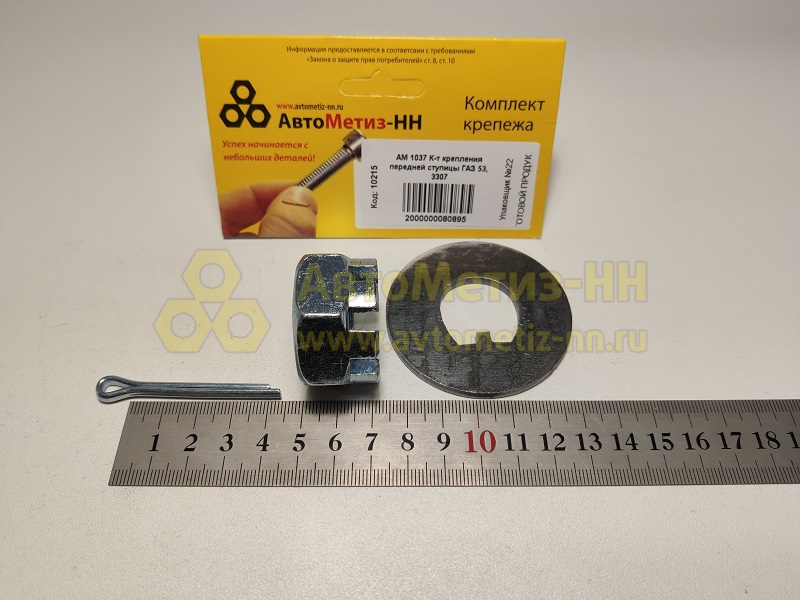 Информация предоставляется в соответсвии с требованиями
«Закона о защите прав потребителей» ст. 8, ст. 10
www.avtometiz-nn.ru
АвтоМетиз-НН
Успех начинается с
небольших деталей!
Комплект
крепежа
Код: 10215
АМ 1037 К-т крепления
передней ступицы ГАЗ 53,
3307
2000000080895
Упаковщик №22
ОТОВОЙ ПРОДУК
АвтоМетиз-НН
www.avtometiz-nn.ru
1 2 3 4 5 6 7 8 9 10 11 12 13 14 15 16 17 18